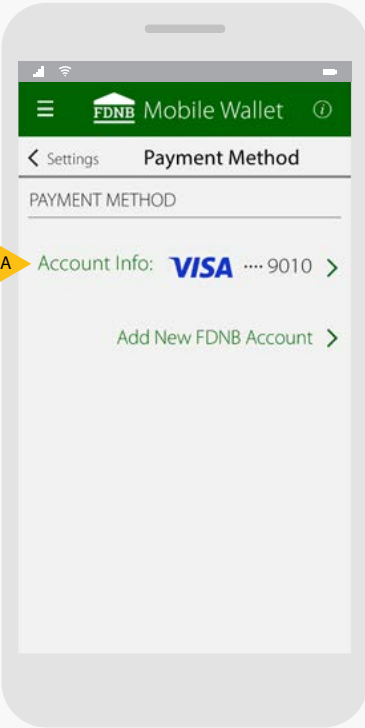 FDNB Mobile Wallet i
Settings Payment Method
PAYMENT METHOD
A Account Info: VISA ···· 9010
Add New FDNB Account